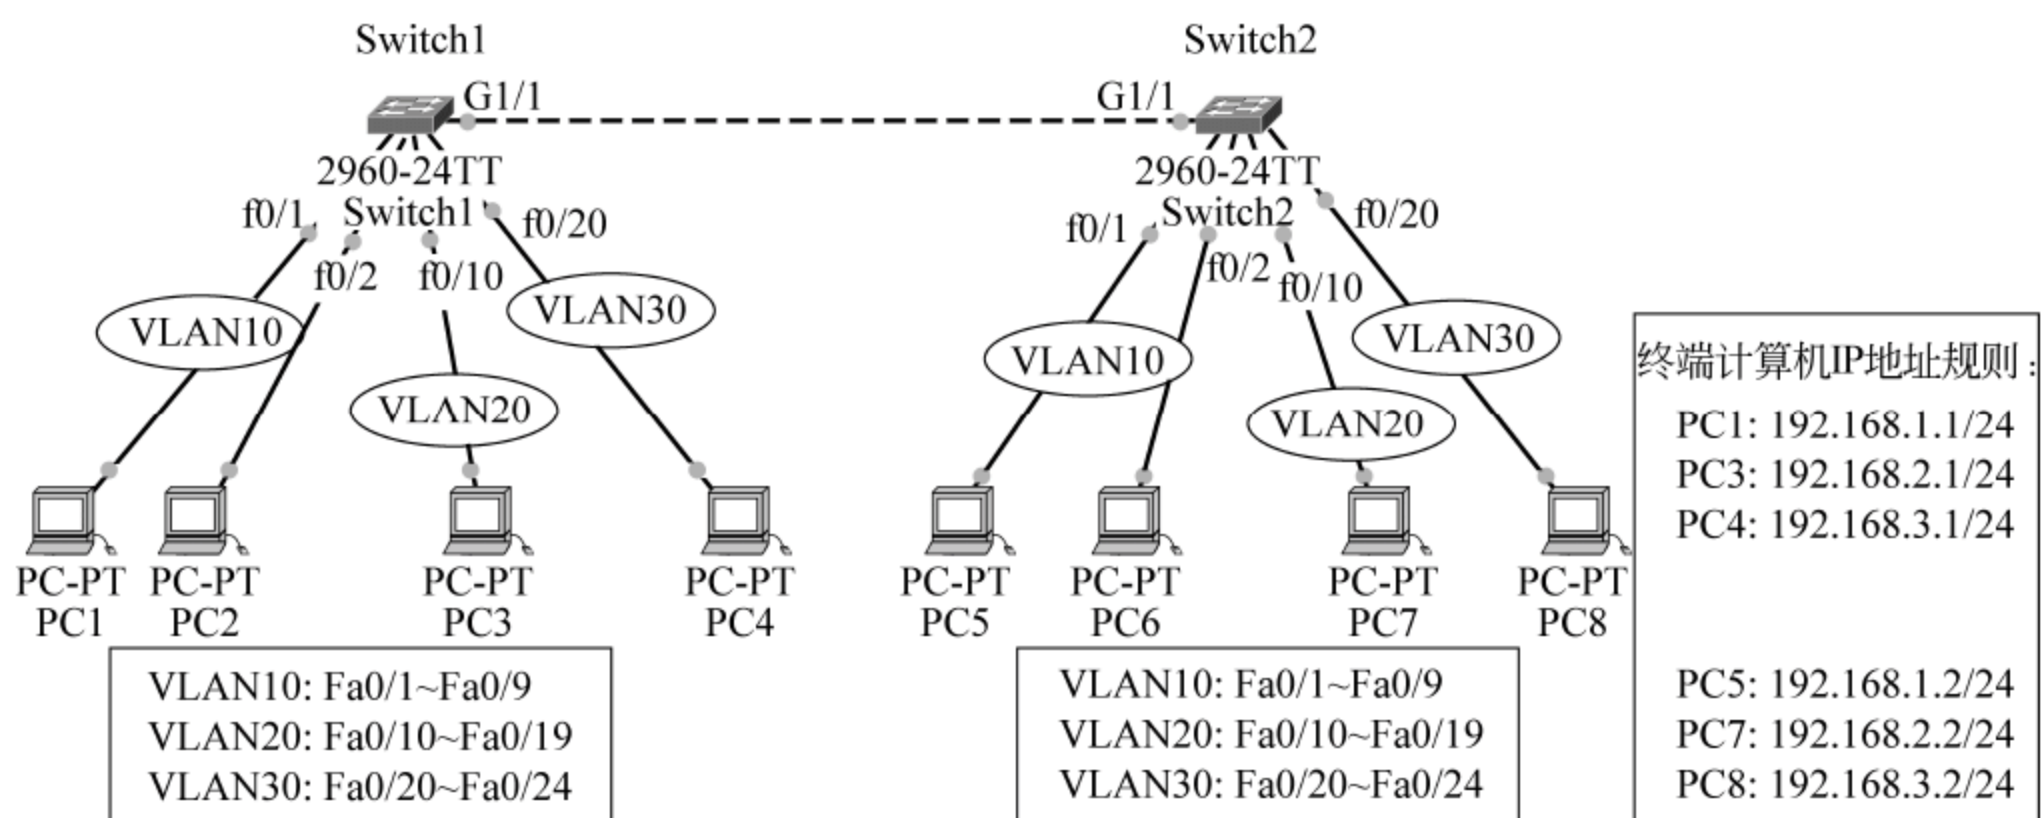 Switch1
Switch2
G1/1
G1/1
2960-24TT
2960-24TT
Switch1
Switch2
f0/1
f0/2
f0/10
f0/20
f0/1
f0/2
f0/10
f0/20
VLAN10
VLAN20
VLAN30
VLAN10
VLAN20
VLAN30
PC-PT
PC1
PC-PT
PC2
PC-PT
PC3
PC-PT
PC4
PC-PT
PC5
PC-PT
PC6
PC-PT
PC7
PC-PT
PC8
VLAN10: Fa0/1~Fa0/9
VLAN20: Fa0/10~Fa0/19
VLAN30: Fa0/20~Fa0/24
VLAN10: Fa0/1~Fa0/9
VLAN20: Fa0/10~Fa0/19
VLAN30: Fa0/20~Fa0/24
终端计算机IP地址规则：
PC1: 192.168.1.1/24
PC3: 192.168.2.1/24
PC4: 192.168.3.1/24
PC5: 192.168.1.2/24
PC7: 192.168.2.2/24
PC8: 192.168.3.2/24